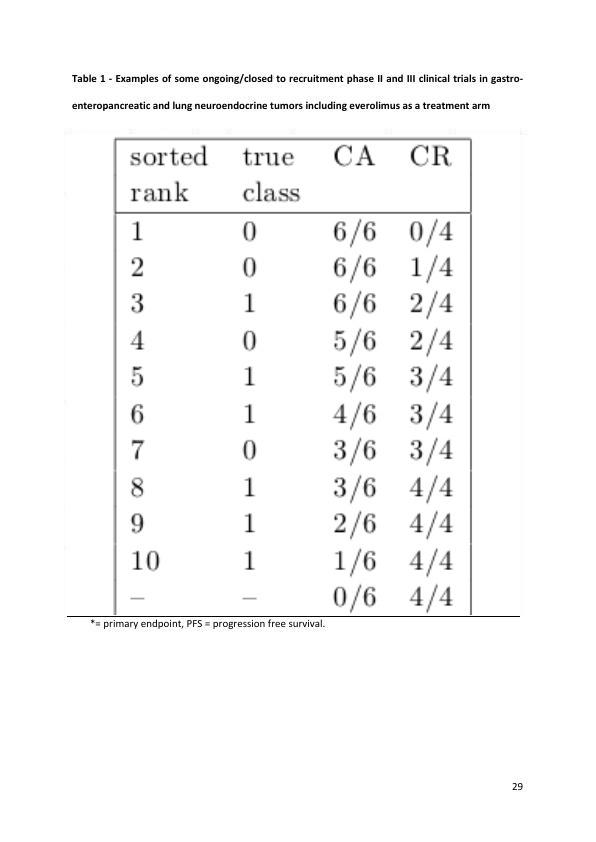 Table 1 - Examples of some ongoing/closed to recruitment phase II and III clinical trials in gastro-
enteropancreatic and lung neuroendocrine tumors including everolimus as a treatment arm
sorted rank true class CA CR
1 0 6/6 0/4
2 0 6/6 1/4
3 1 6/6 2/4
4 0 5/6 2/4
5 1 5/6 3/4
6 1 4/6 3/4
7 0 3/6 3/4
8 1 3/6 4/4
9 1 2/6 4/4
10 1 1/6 4/4
– – 0/6 4/4
*= primary endpoint, PFS = progression free survival.
29